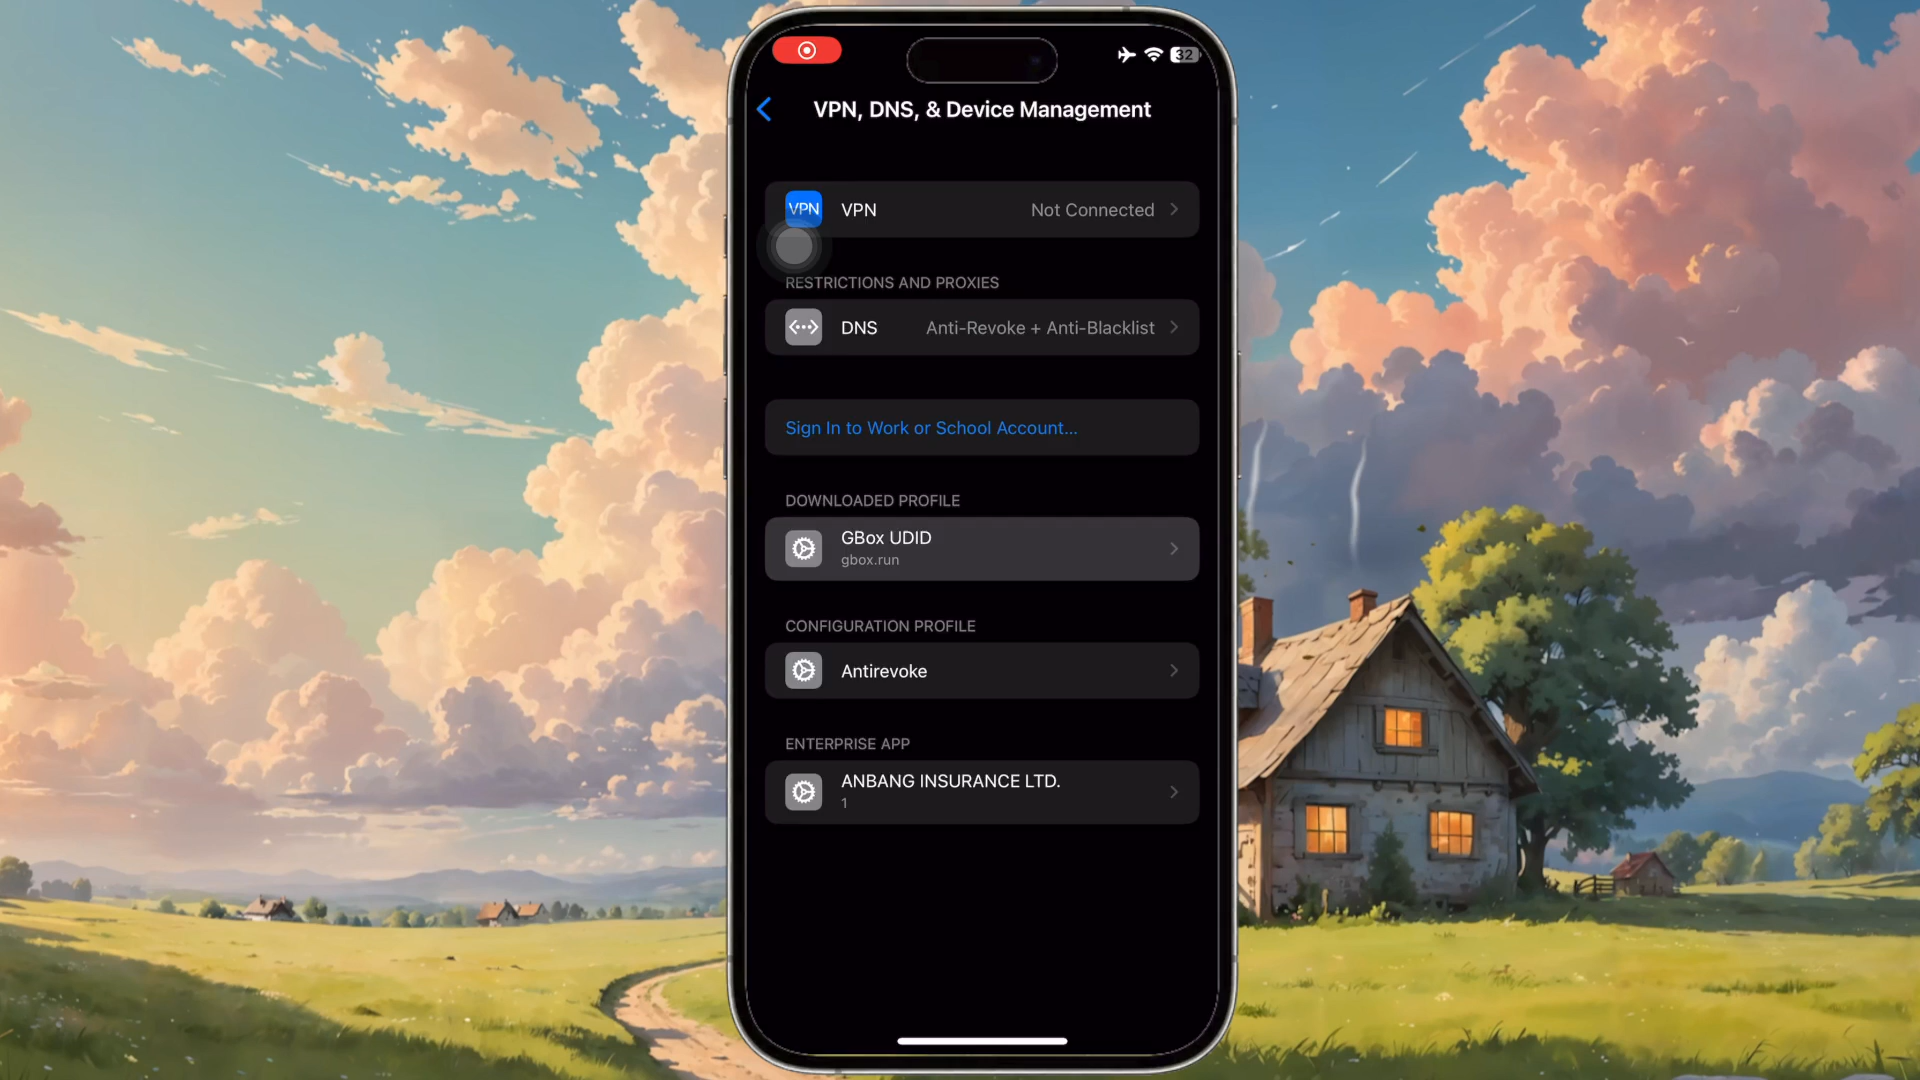 32
VPN, DNS, & Device Management
VPN VPN Not Connected
RESTRICTIONS AND PROXIES
DNS Anti-Revoke + Anti-Blacklist
Sign In to Work or School Account...
DOWNLOADED PROFILE
GBox UDID
gbox.run
CONFIGURATION PROFILE
Antirevoke
ENTERPRISE APP
ANBANG INSURANCE LTD.
1